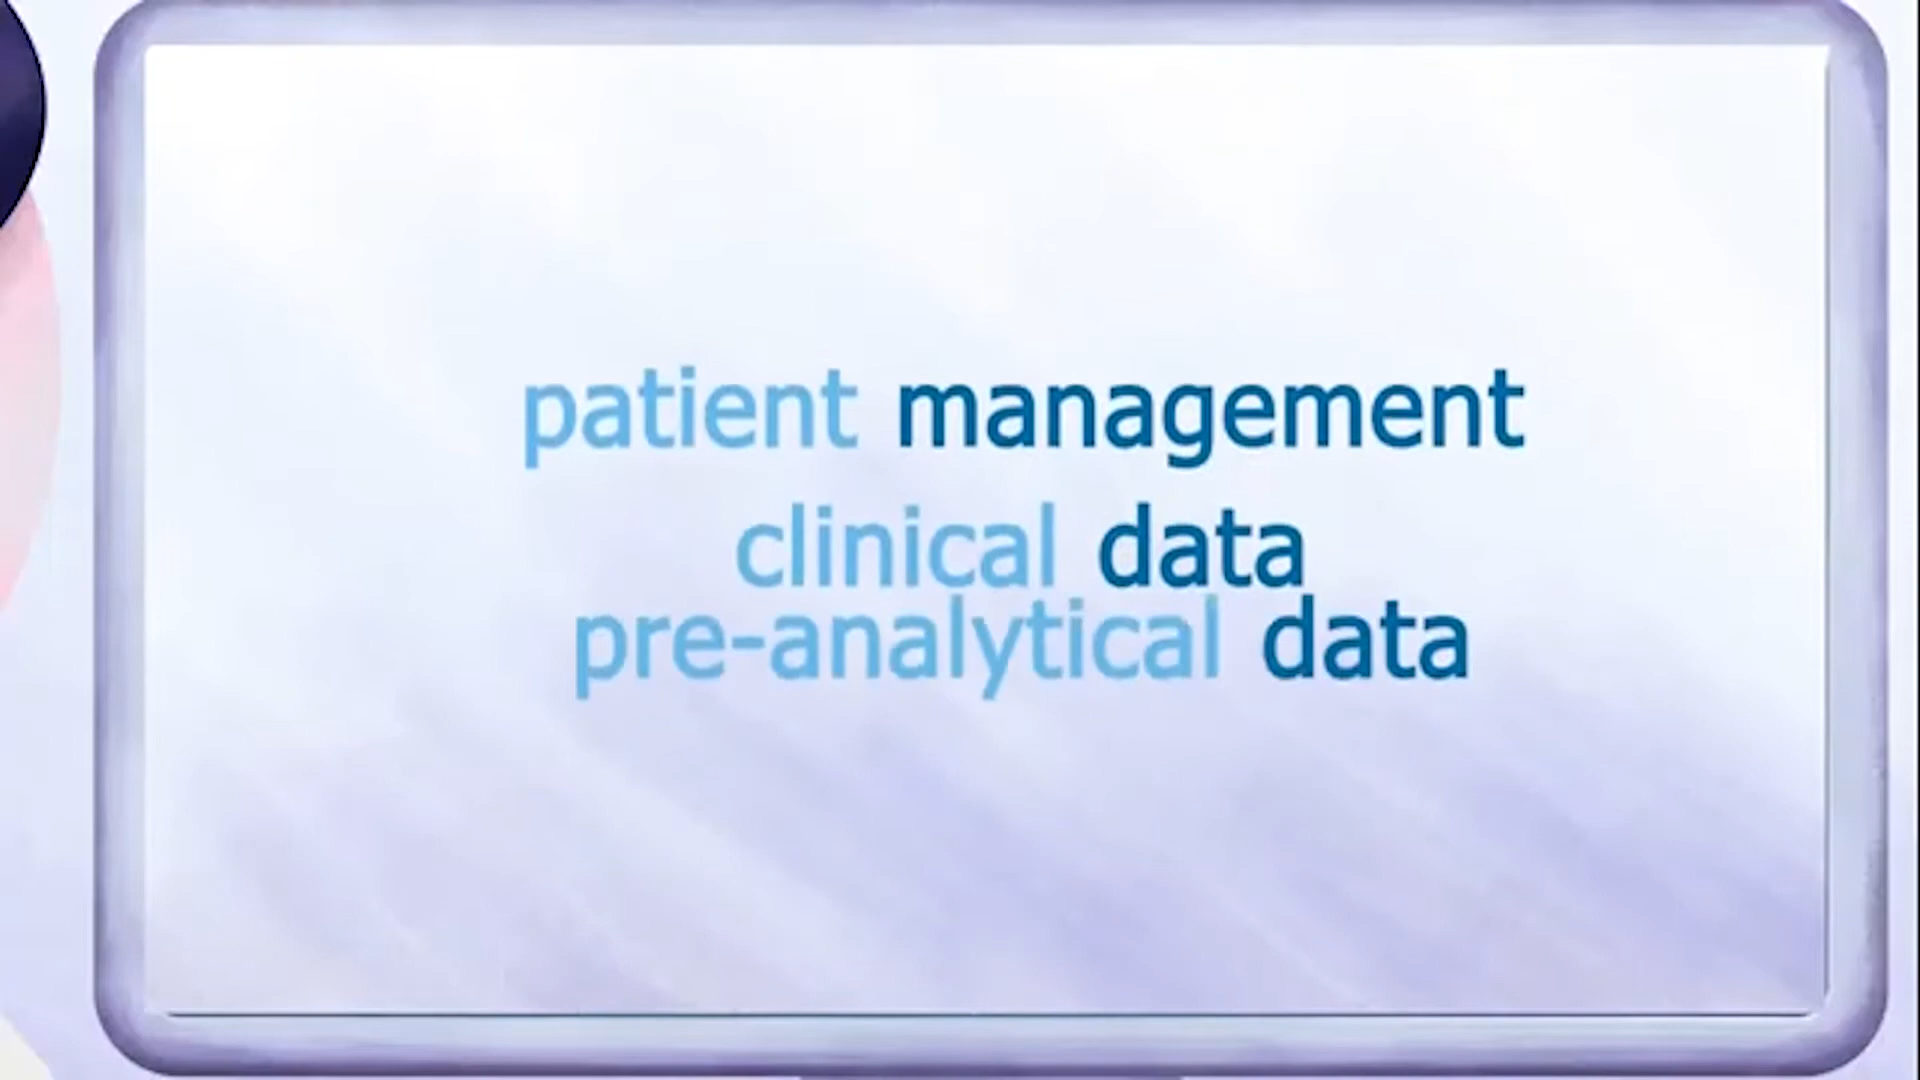 patient management
clinical data
pre-analytical data